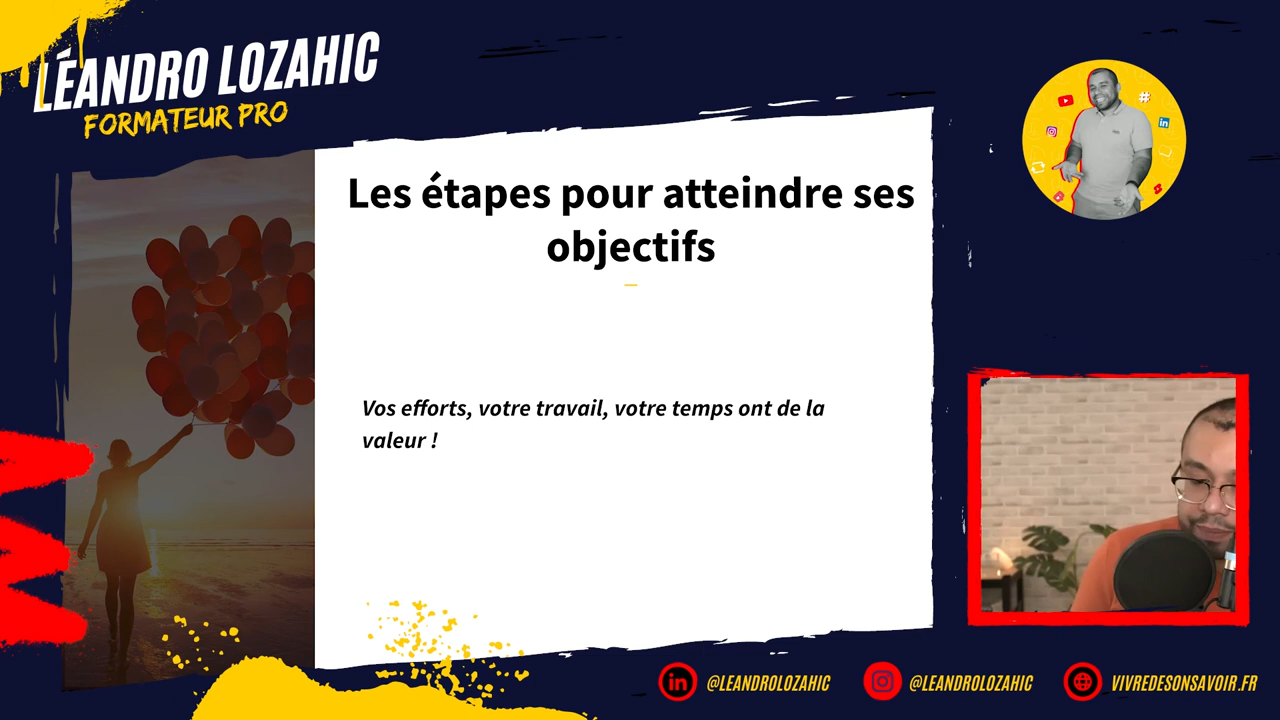 LÉANDRO LOZAHIC
FORMATEUR PRO
Les étapes pour atteindre ses
objectifs
Vos efforts, votre travail, votre temps ont de la
valeur !
@LEANDROLOZAHIC
@LEANDROLOZAHIC
VIVREDESONSAVOIR.FR